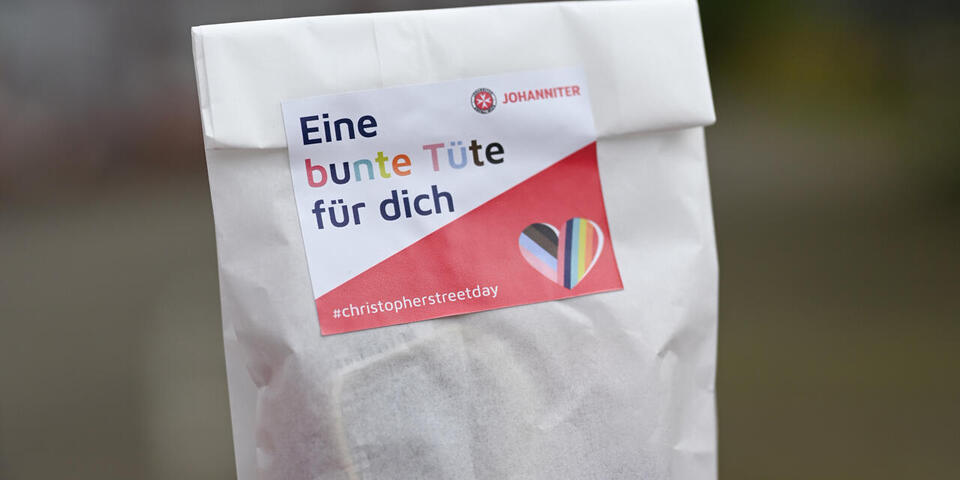 JOHANNITER
Eine
bunte Tüte
für dich
#christopherstreetday